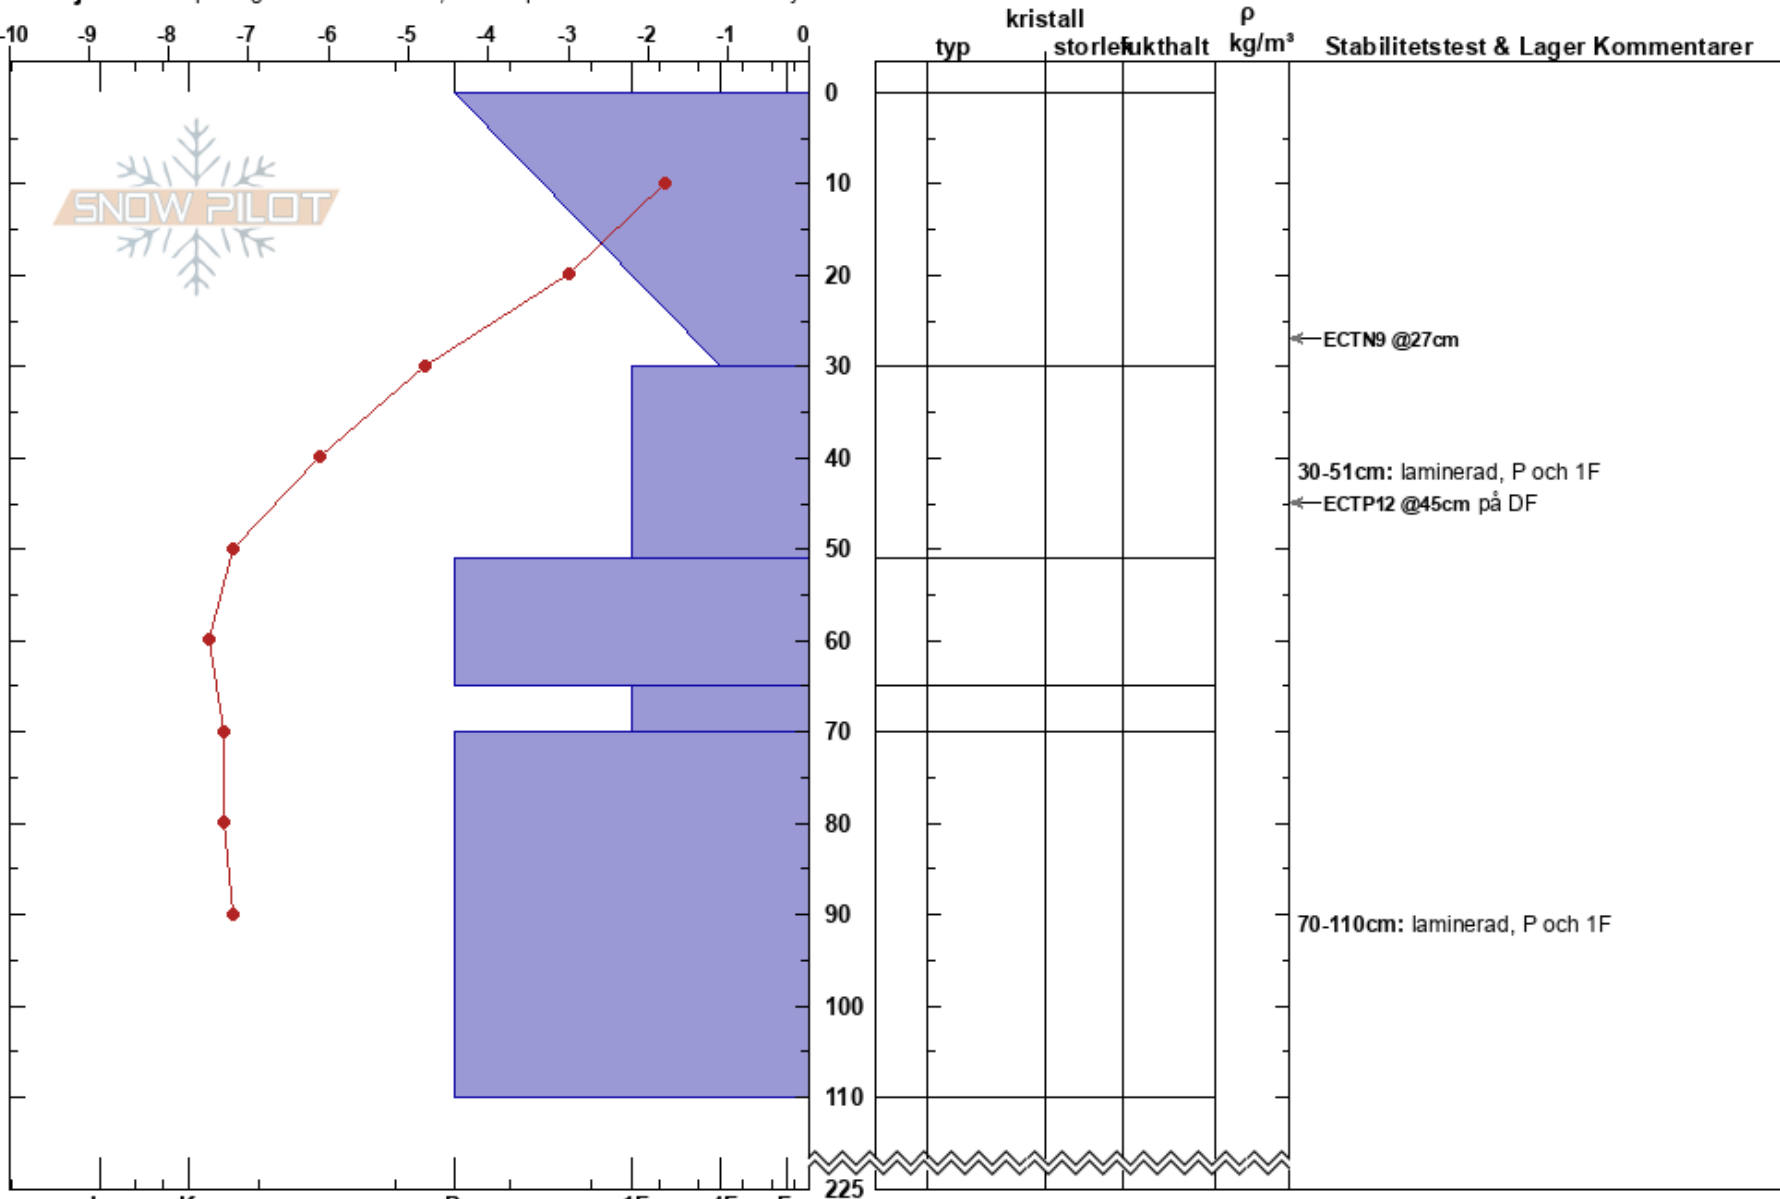 kristall ρ
-10 -9 -8 -7 -6 -5 -4 -3 -2 -1 0 typ storlek fukthalt kg/m³ Stabilitetstest & Lager Kommentarer
0
SNOW PILOT
10
20
ECTN9 @27cm
30
40
30-51cm: laminerad, P och 1F
ECTP12 @45cm på DF
50
60
70
80
90
70-110cm: laminerad, P och 1F
100
110
225